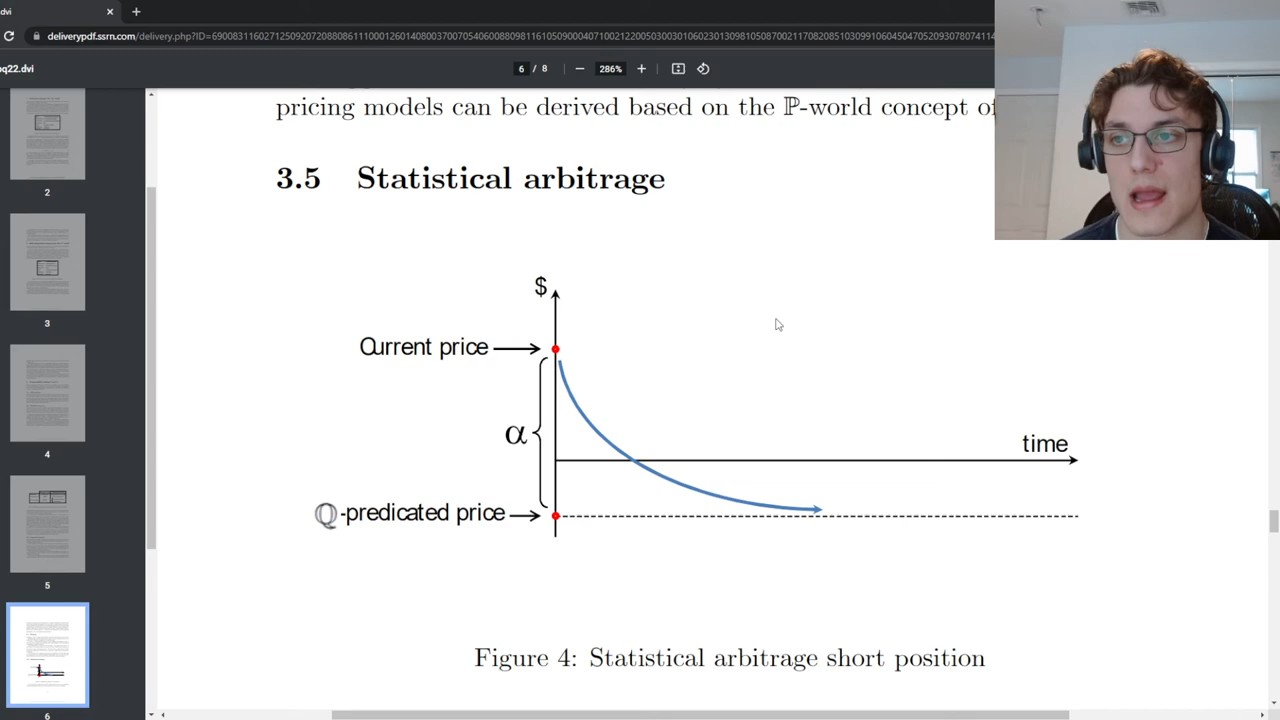 dvi
deliverypdf.ssrn.com/delivery.php?ID=
q22.dvi
6 / 8
286%
pricing models can be derived based on the ℙ-world concept of
3.5 Statistical arbitrage
$
Current price
α
time
ℚ-predicated price
Figure 4: Statistical arbitrage short position
2
3
4
5
6